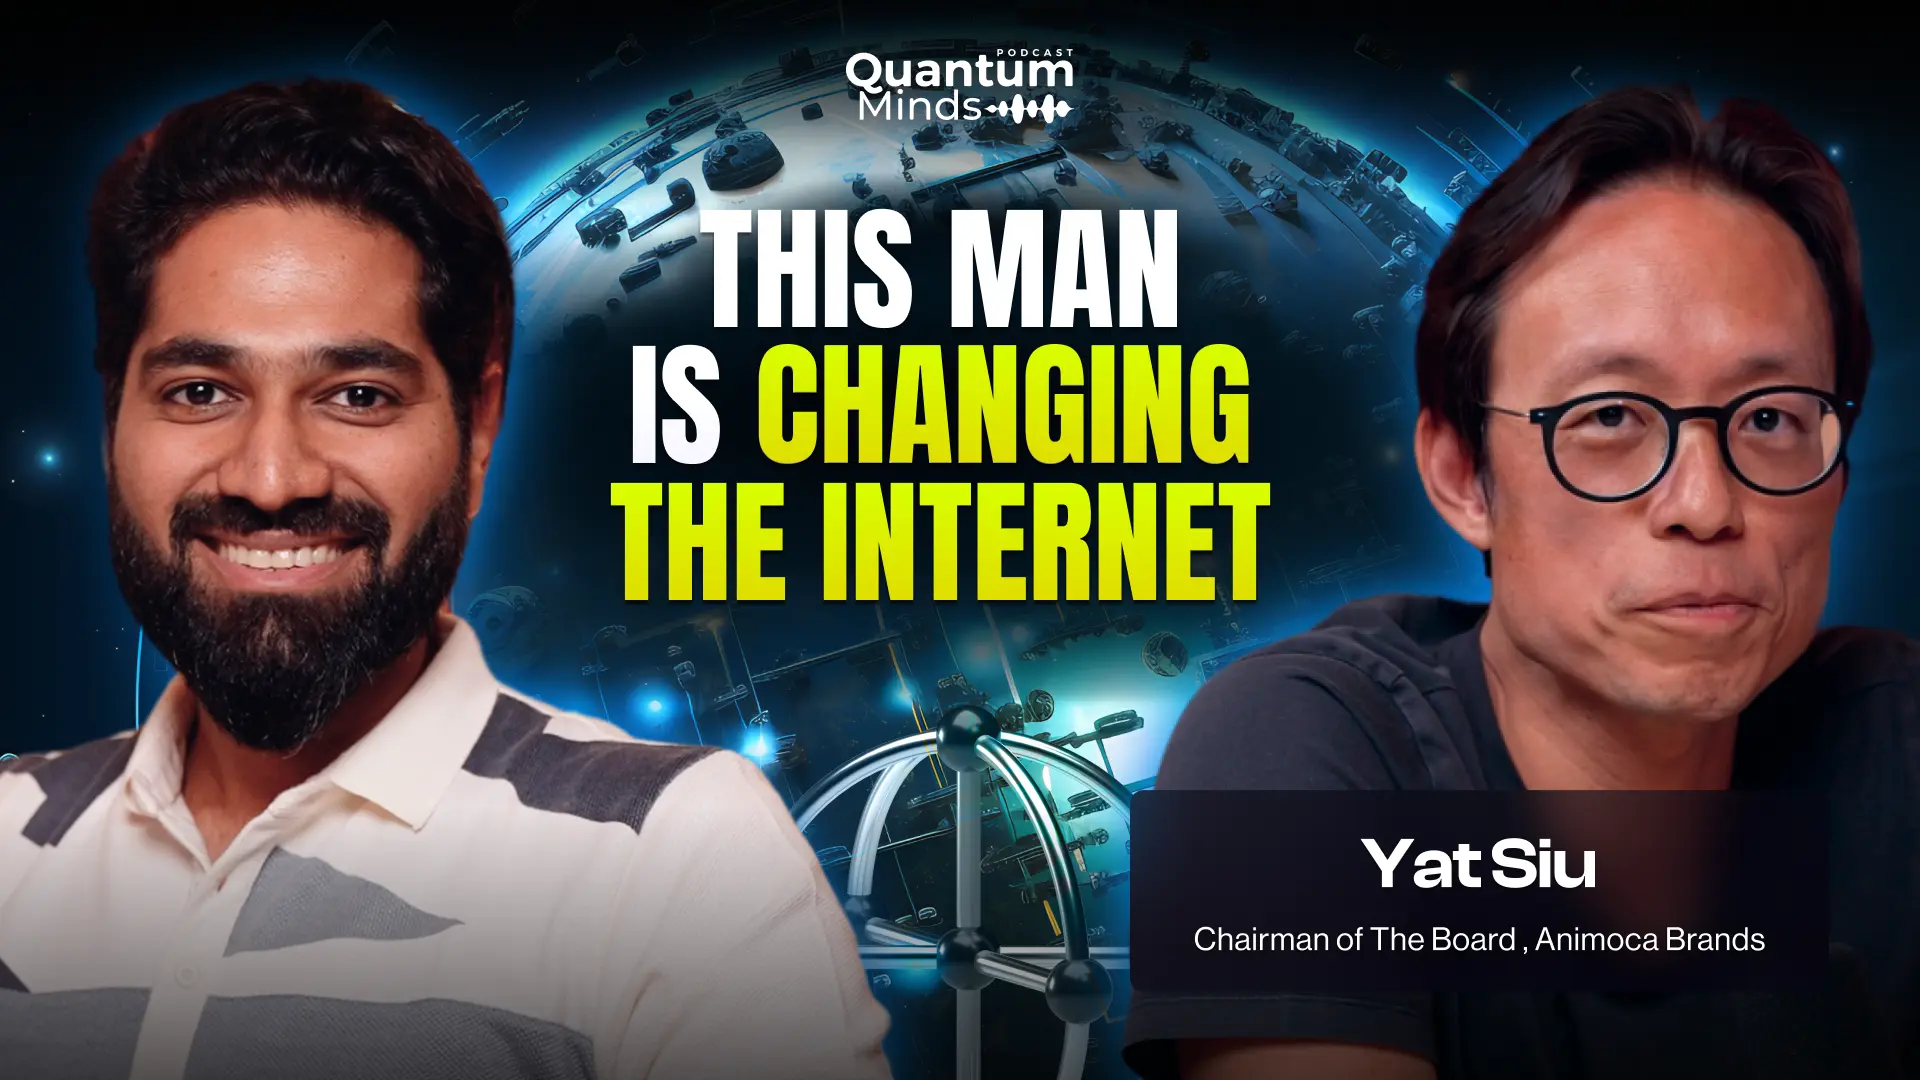 PODCAST
Quantum
Minds
THIS MAN
IS CHANGING
THE INTERNET
Yat Siu
Chairman of The Board , Animoca Brands